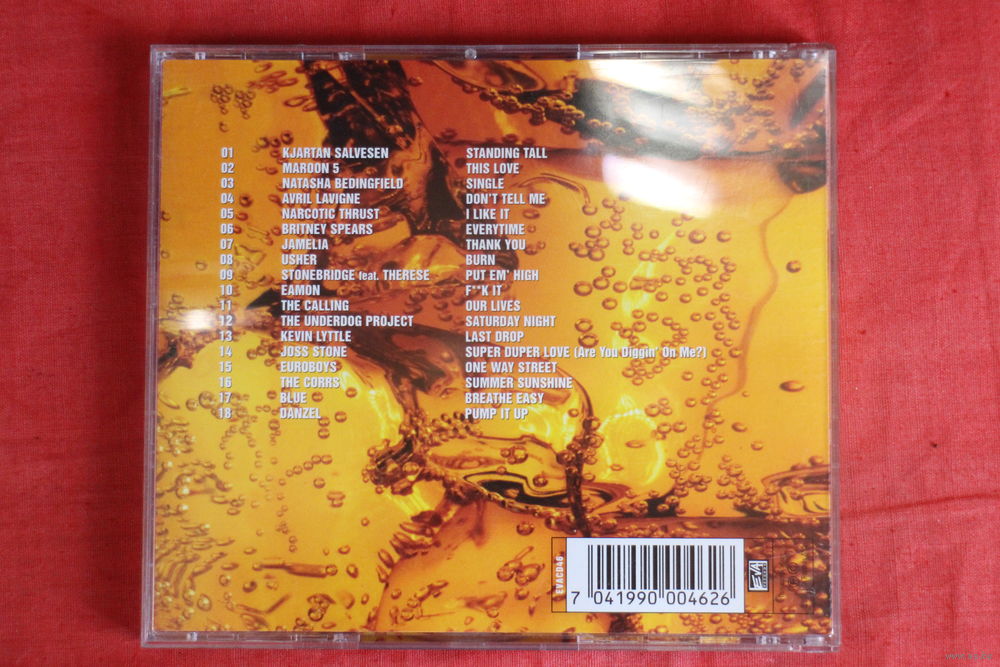 01 KJARTAN SALVESEN STANDING TALL
02 MAROON 5 THIS LOVE
03 NATASHA BEDINGFIELD SINGLE
04 AVRIL LAVIGNE DON'T TELL ME
05 NARCOTIC THRUST I LIKE IT
06 BRITNEY SPEARS EVERYTIME
07 JAMELIA THANK YOU
08 USHER BURN
09 STONEBRIDGE feat. THERESE PUT EM' HIGH
10 EAMON F**K IT
11 THE CALLING OUR LIVES
12 THE UNDERDOG PROJECT SATURDAY NIGHT
13 KEVIN LYTTLE LAST DROP
14 JOSS STONE SUPER DUPER LOVE (Are You Diggin' On Me?)
15 EUROBOYS ONE WAY STREET
16 THE CORRS SUMMER SUNSHINE
17 BLUE BREATHE EASY
18 DANZEL PUMP IT UP
EVACD46
EVA
7 041990 004626